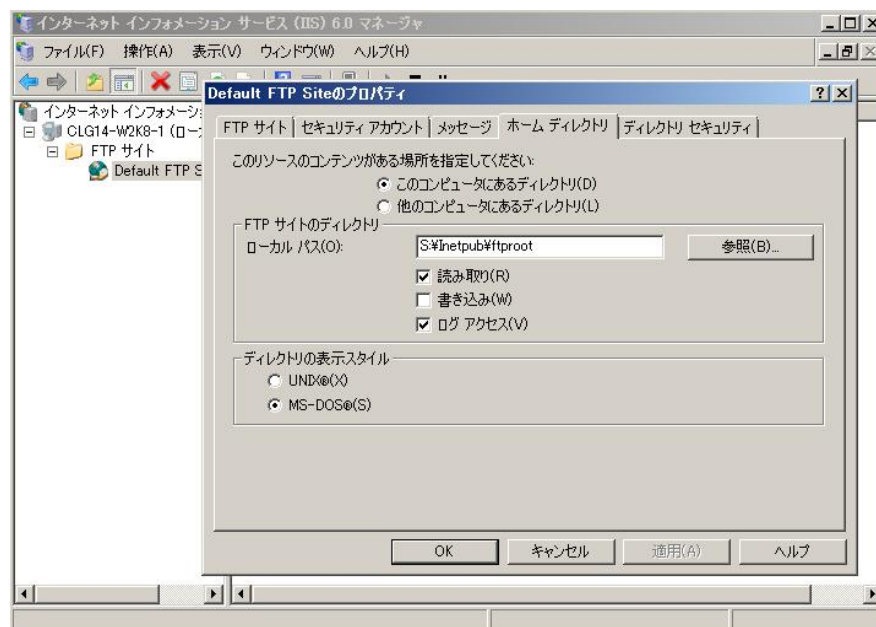 インターネット インフォメーション サービス (IIS) 6.0 マネージャ
ファイル(F) 操作(A) 表示(V) ウィンドウ(W) ヘルプ(H)
インターネット インフォメーシ
CLG14-W2K8-1 (ロー
FTP サイト
Default FTP S
Default FTP Siteのプロパティ
FTP サイト
セキュリティ アカウント
メッセージ
ホーム ディレクトリ
ディレクトリ セキュリティ
このリソースのコンテンツがある場所を指定してください:
このコンピュータにあるディレクトリ(D)
他のコンピュータにあるディレクトリ(L)
FTP サイトのディレクトリ
ローカル パス(O):
S:¥Inetpub¥ftproot
参照(B)...
読み取り(R)
書き込み(W)
ログ アクセス(V)
ディレクトリの表示スタイル
UNIX®(X)
MS-DOS®(S)
OK
キャンセル
適用(A)
ヘルプ